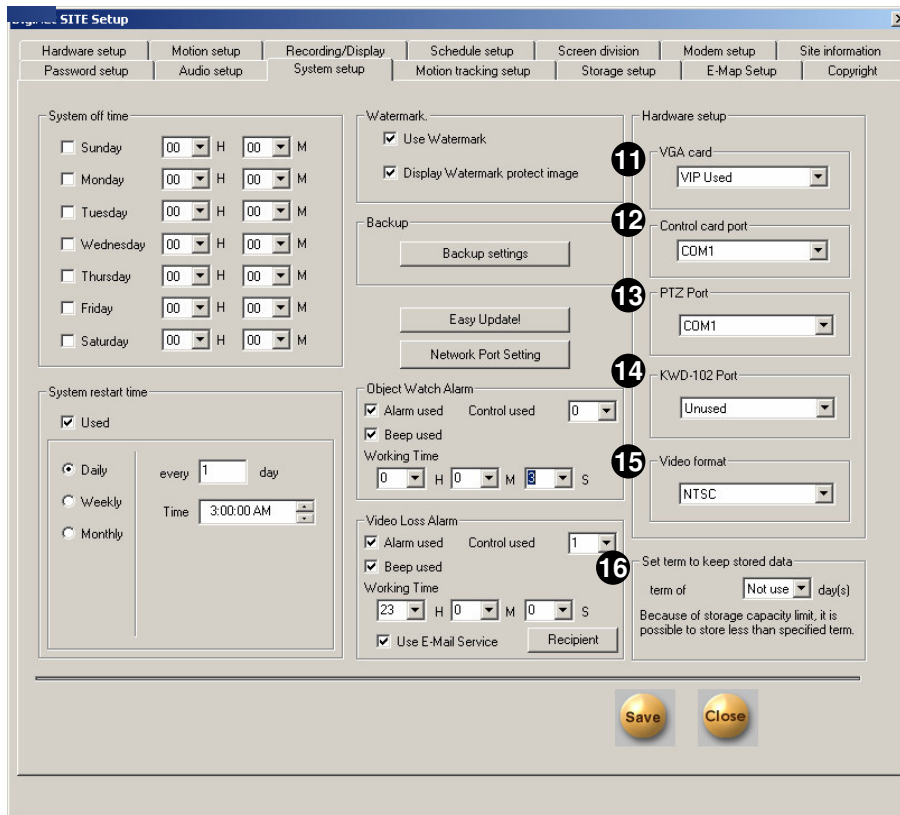 SITE Setup
Hardware setup Motion setup Recording/Display Schedule setup Screen division Modem setup Site information
Password setup Audio setup System setup Motion tracking setup Storage setup E-Map Setup Copyright
System off time
Sunday 00 H 00 M
Monday 00 H 00 M
Tuesday 00 H 00 M
Wednesday 00 H 00 M
Thursday 00 H 00 M
Friday 00 H 00 M
Saturday 00 H 00 M
System restart time
Used
Daily every 1 day
Weekly Time 3:00:00 AM
Monthly
Watermark.
Use Watermark
Display Watermark protect image
Backup
Backup settings
Easy Update!
Network Port Setting
Object Watch Alarm
Alarm used Control used 0
Beep used
Working Time
0 H 0 M 3 S
Video Loss Alarm
Alarm used Control used 1
Beep used
Working Time
23 H 0 M 0 S
Use E-Mail Service Recipient
Hardware setup
11 VGA card
VIP Used
12 Control card port
COM1
13 PTZ Port
COM1
14 KWD-102 Port
Unused
15 Video format
NTSC
16 Set term to keep stored data
term of Not use day(s)
Because of storage capacity limit, it is
possible to store less than specified term.
Save Close